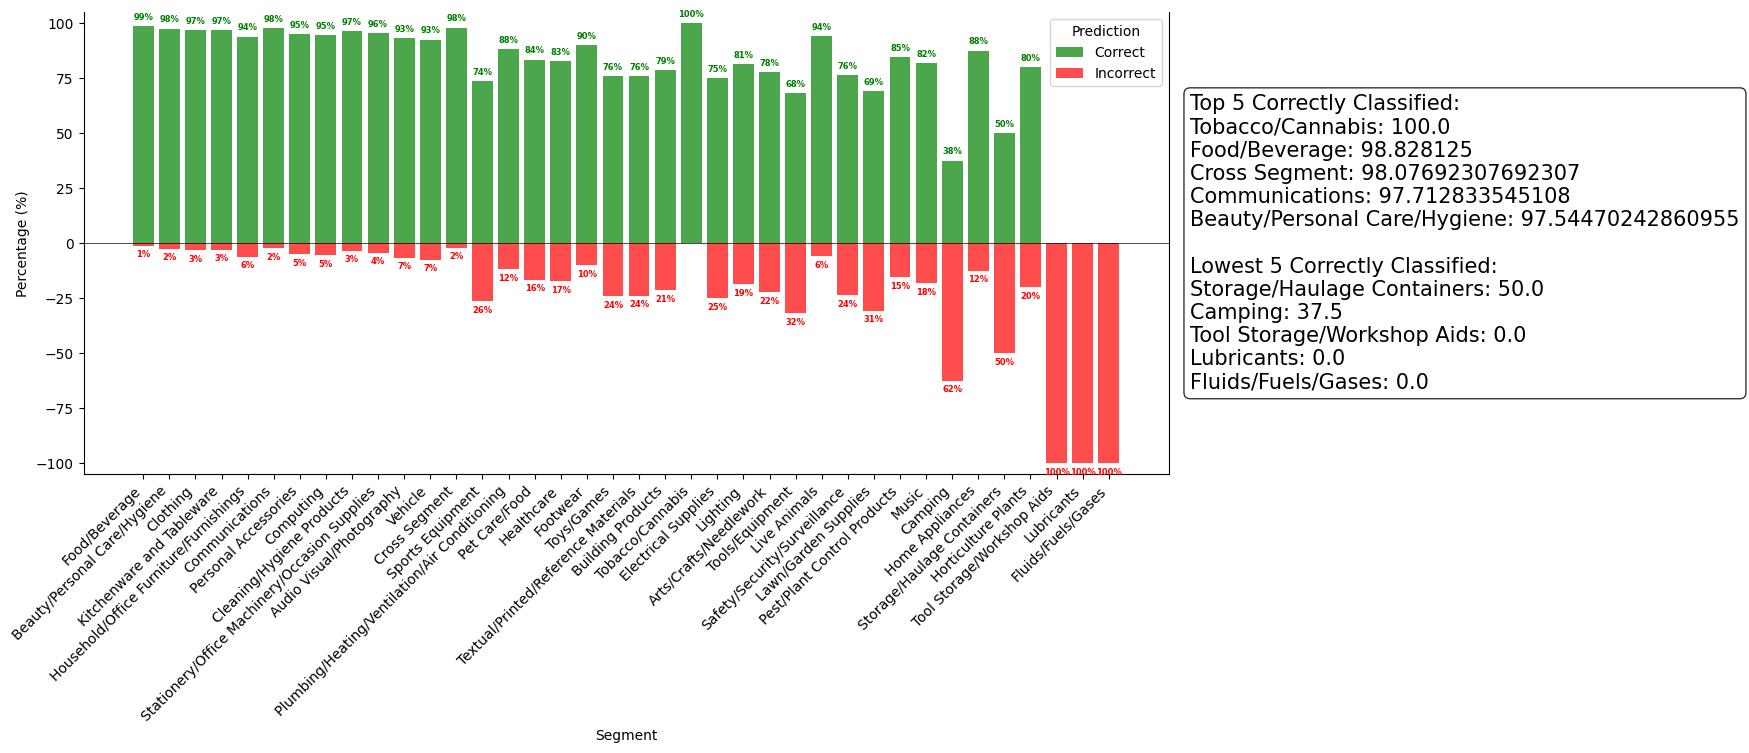 99%
98%
97%
97%
94%
98%
95%
95%
97%
96%
93%
93%
98%
74%
88%
84%
83%
90%
76%
76%
79%
100%
75%
81%
78%
68%
94%
76%
69%
85%
82%
38%
88%
50%
80%
1%
2%
3%
3%
6%
2%
5%
5%
3%
4%
7%
7%
2%
26%
12%
16%
17%
10%
24%
24%
21%
25%
19%
22%
32%
6%
24%
31%
15%
18%
62%
12%
50%
20%
100%
100%
100%
100
75
50
25
0
−25
−50
−75
−100
Percentage (%)
Prediction
Correct
Incorrect
Food/Beverage
Beauty/Personal Care/Hygiene
Clothing
Kitchenware and Tableware
Household/Office Furniture/Furnishings
Communications
Personal Accessories
Computing
Cleaning/Hygiene Products
Stationery/Office Machinery/Occasion Supplies
Audio Visual/Photography
Vehicle
Cross Segment
Sports Equipment
Plumbing/Heating/Ventilation/Air Conditioning
Pet Care/Food
Healthcare
Footwear
Toys/Games
Textual/Printed/Reference Materials
Building Products
Tobacco/Cannabis
Electrical Supplies
Lighting
Arts/Crafts/Needlework
Tools/Equipment
Live Animals
Safety/Security/Surveillance
Lawn/Garden Supplies
Pest/Plant Control Products
Music
Camping
Home Appliances
Storage/Haulage Containers
Horticulture Plants
Tool Storage/Workshop Aids
Lubricants
Fluids/Fuels/Gases
Segment
Top 5 Correctly Classified:
Tobacco/Cannabis: 100.0
Food/Beverage: 98.828125
Cross Segment: 98.07692307692307
Communications: 97.712833545108
Beauty/Personal Care/Hygiene: 97.54470242860955
Lowest 5 Correctly Classified:
Storage/Haulage Containers: 50.0
Camping: 37.5
Tool Storage/Workshop Aids: 0.0
Lubricants: 0.0
Fluids/Fuels/Gases: 0.0